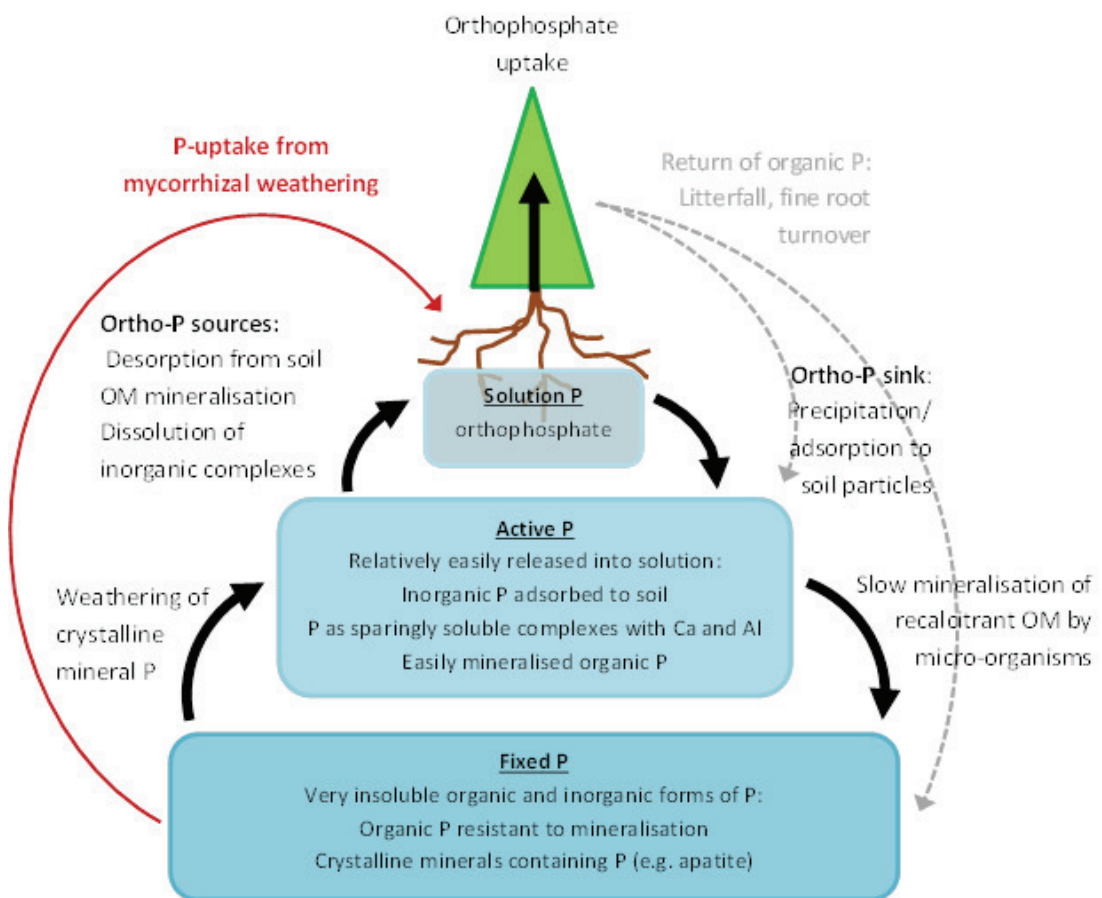 Orthophosphate
uptake
P-uptake from
mycorrhizal weathering
Return of organic P:
Litterfall, fine root
turnover
Ortho-P sources:
Desorption from soil
OM mineralisation
Dissolution of
inorganic complexes
Solution P
orthophosphate
Ortho-P sink:
Precipitation/
adsorption to
soil particles
Active P
Relatively easily released into solution:
Inorganic P adsorbed to soil
P as sparingly soluble complexes with Ca and Al
Easily mineralised organic P
Weathering of
crystalline
mineral P
Slow mineralisation of
recalcitrant OM by
micro-organisms
Fixed P
Very insoluble organic and inorganic forms of P:
Organic P resistant to mineralisation
Crystalline minerals containing P (e.g. apatite)